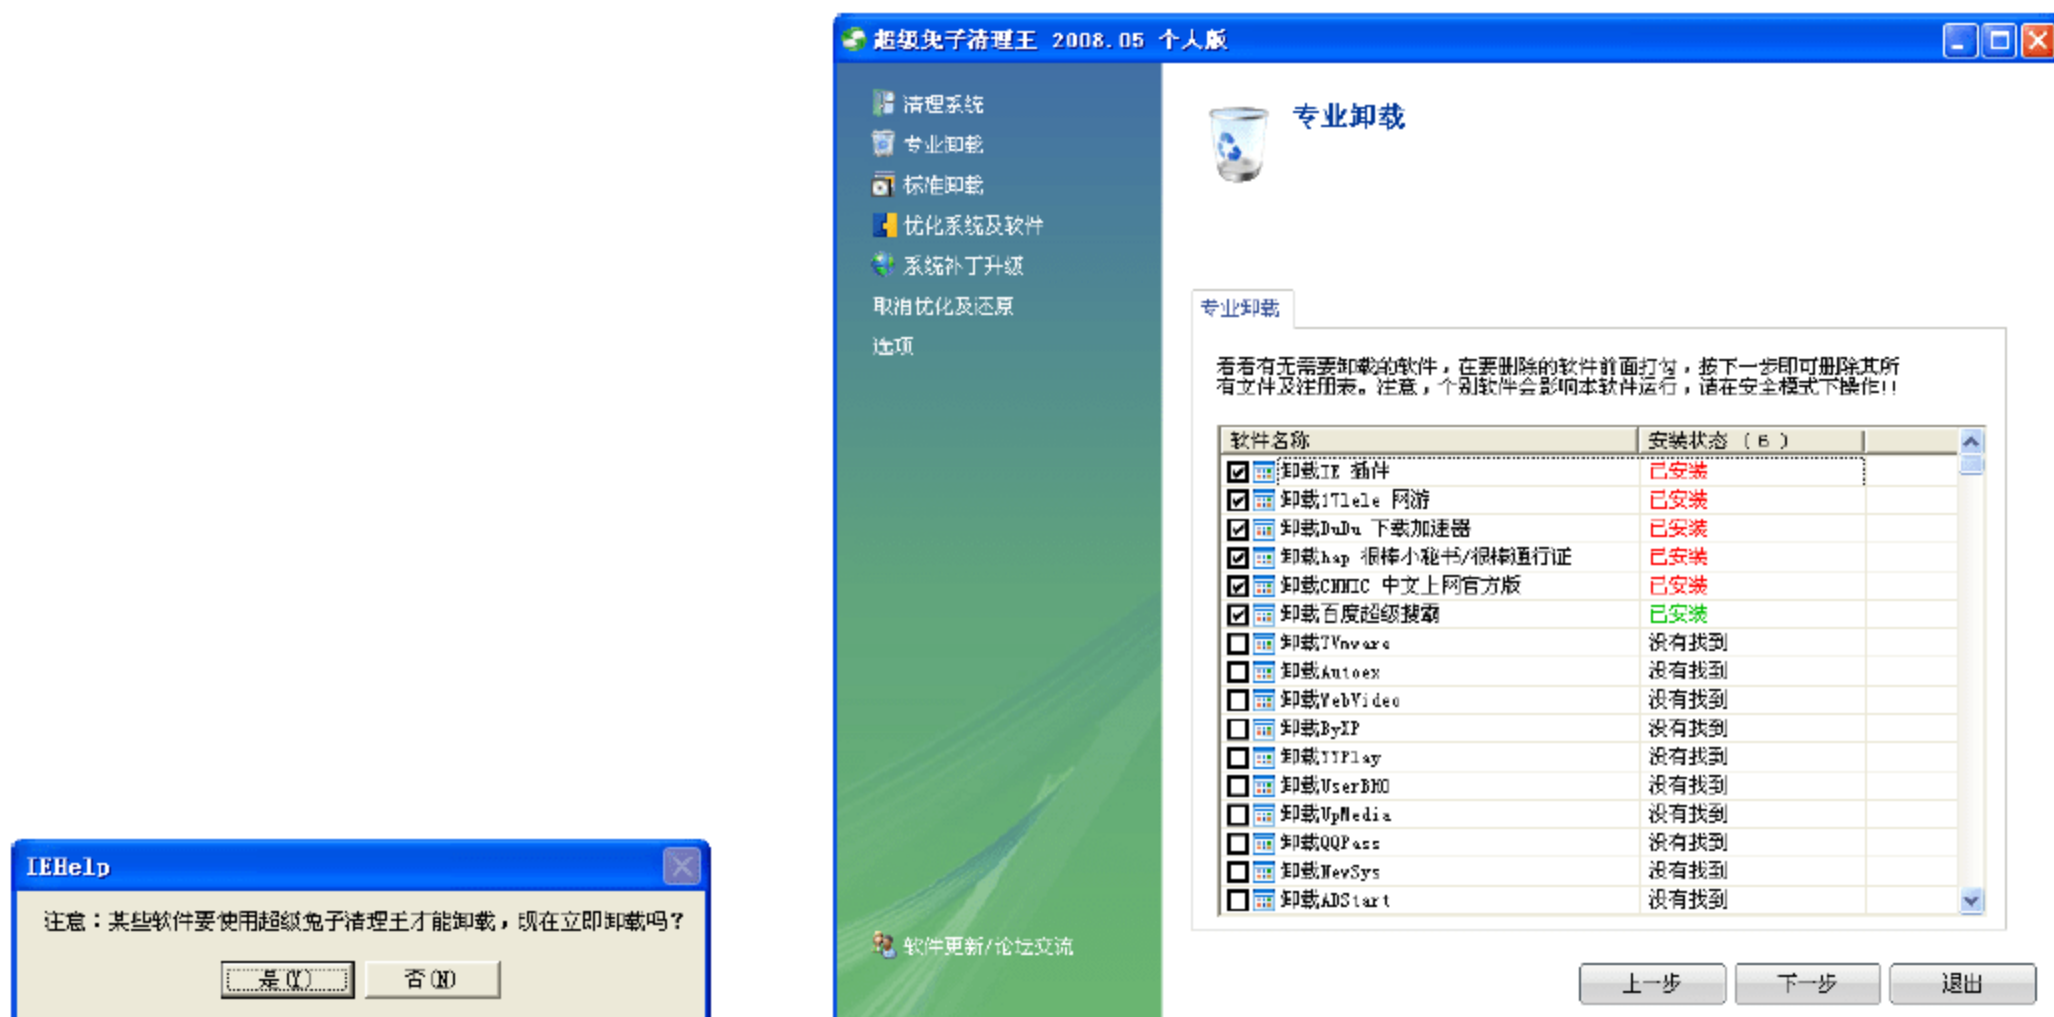 超级兔子清理王 2008.05 个人版
清理系统
专业卸载
标准卸载
优化系统及软件
系统补丁升级
取消优化及还原
选项
软件更新/论坛交流
专业卸载
专业卸载
看看有无需要卸载的软件，在要删除的软件前面打勾，按下一步即可删除其所
有文件及注册表。注意，个别软件会影响本软件运行，请在安全模式下操作!!
软件名称 安装状态 (6)
卸载IE 插件 已安装
卸载17lele 网游 已安装
卸载DuDu 下载加速器 已安装
卸载hap 很棒小秘书/很棒通行证 已安装
卸载CNNIC 中文上网官方版 已安装
卸载百度超级搜霸 已安装
卸载TVnware 没有找到
卸载Autoex 没有找到
卸载WebVideo 没有找到
卸载ByXP 没有找到
卸载YYPlay 没有找到
卸载UserBHO 没有找到
卸载UpMedia 没有找到
卸载QQPass 没有找到
卸载NewSys 没有找到
卸载ADStart 没有找到
上一步 下一步 退出
IEHelp
注意：某些软件要使用超级兔子清理王才能卸载，现在立即卸载吗？
是(Y) 否(N)